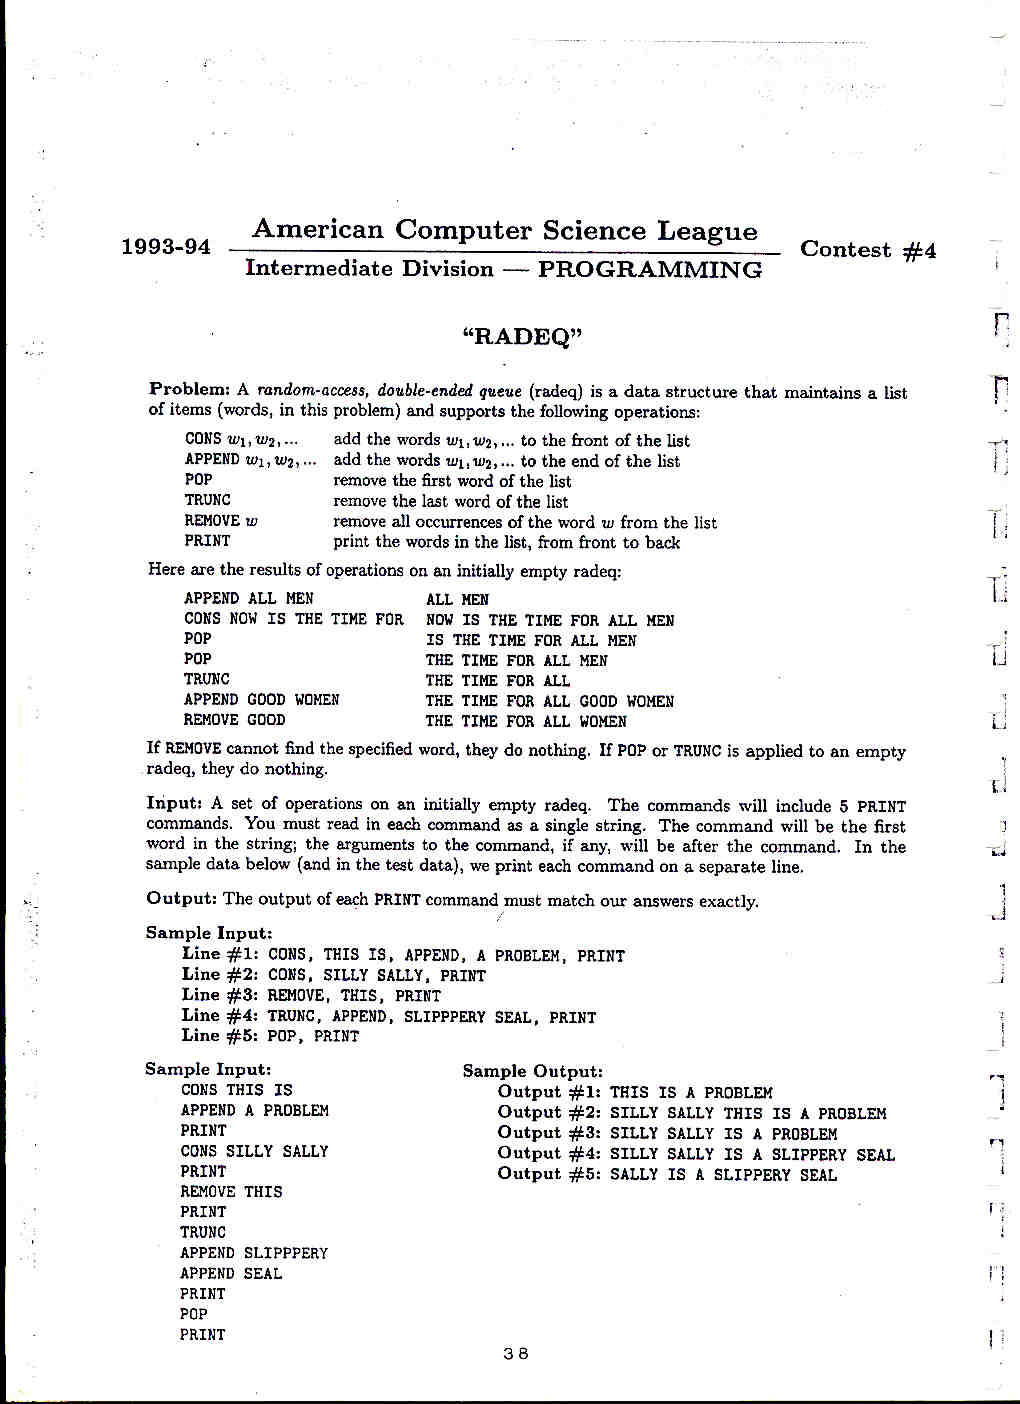 American Computer Science League
1993-94
Contest #4
Intermediate Division — PROGRAMMING
“RADEQ”
Problem: A random-access, double-ended queue (radeq) is a data structure that maintains a list
of items (words, in this problem) and supports the following operations:
CONS w1, w2, ... add the words w1, w2, ... to the front of the list
APPEND w1, w2, ... add the words w1, w2, ... to the end of the list
POP remove the first word of the list
TRUNC remove the last word of the list
REMOVE w remove all occurrences of the word w from the list
PRINT print the words in the list, from front to back
Here are the results of operations on an initially empty radeq:
APPEND ALL MEN ALL MEN
CONS NOW IS THE TIME FOR NOW IS THE TIME FOR ALL MEN
POP IS THE TIME FOR ALL MEN
POP THE TIME FOR ALL MEN
TRUNC THE TIME FOR ALL
APPEND GOOD WOMEN THE TIME FOR ALL GOOD WOMEN
REMOVE GOOD THE TIME FOR ALL WOMEN
If REMOVE cannot find the specified word, they do nothing. If POP or TRUNC is applied to an empty
radeq, they do nothing.
Input: A set of operations on an initially empty radeq. The commands will include 5 PRINT
commands. You must read in each command as a single string. The command will be the first
word in the string; the arguments to the command, if any, will be after the command. In the
sample data below (and in the test data), we print each command on a separate line.
Output: The output of each PRINT command must match our answers exactly.
Sample Input:
Line #1: CONS, THIS IS, APPEND, A PROBLEM, PRINT
Line #2: CONS, SILLY SALLY, PRINT
Line #3: REMOVE, THIS, PRINT
Line #4: TRUNC, APPEND, SLIPPPERY SEAL, PRINT
Line #5: POP, PRINT
Sample Input:
CONS THIS IS
APPEND A PROBLEM
PRINT
CONS SILLY SALLY
PRINT
REMOVE THIS
PRINT
TRUNC
APPEND SLIPPPERY
APPEND SEAL
PRINT
POP
PRINT
Sample Output:
Output #1: THIS IS A PROBLEM
Output #2: SILLY SALLY THIS IS A PROBLEM
Output #3: SILLY SALLY IS A PROBLEM
Output #4: SILLY SALLY IS A SLIPPERY SEAL
Output #5: SALLY IS A SLIPPERY SEAL
38